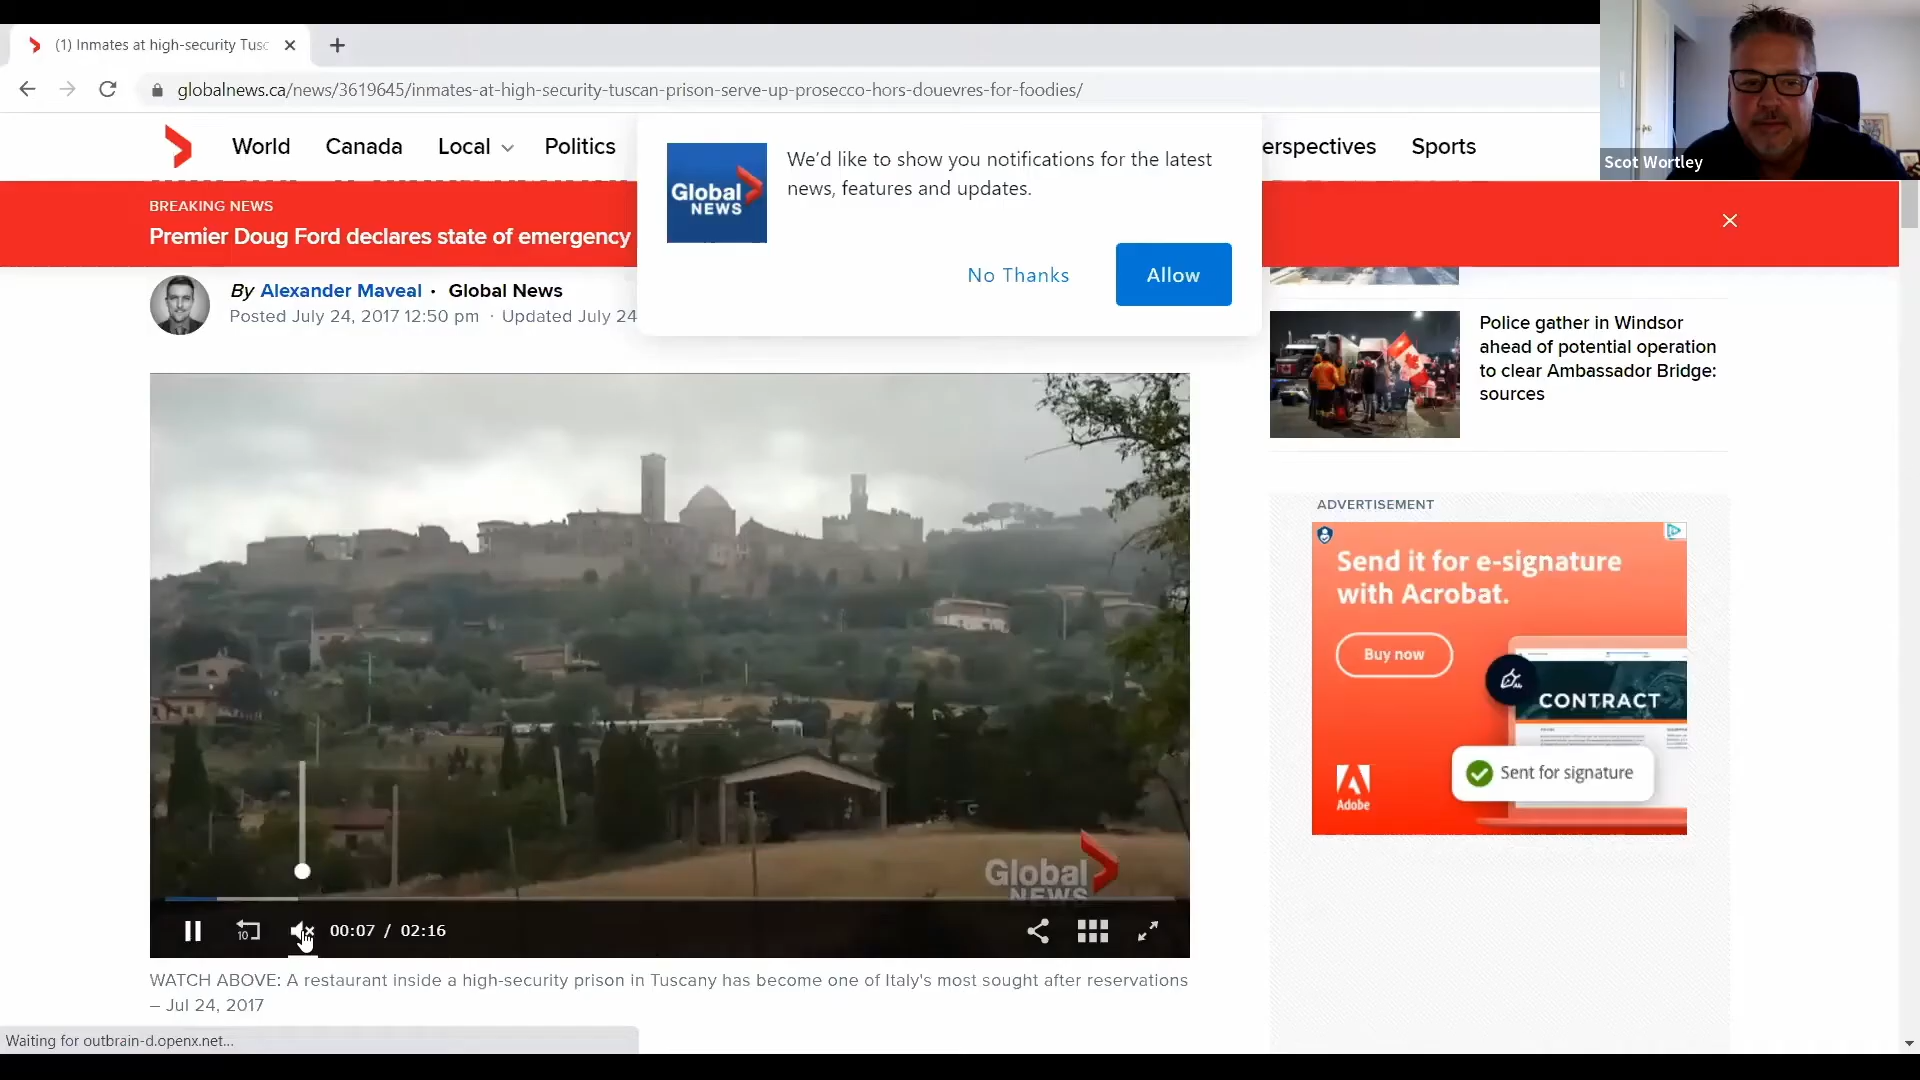 (1) Inmates at high-security Tusc
globalnews.ca/news/3619645/inmates-at-high-security-tuscan-prison-serve-up-prosecco-hors-douevres-for-foodies/
Scot Wortley
World Canada Local Politics erspectives Sports
We'd like to show you notifications for the latest
news, features and updates.
Global
NEWS
No Thanks
Allow
BREAKING NEWS
Premier Doug Ford declares state of emergency
By Alexander Maveal • Global News
Posted July 24, 2017 12:50 pm · Updated July 24
Police gather in Windsor
ahead of potential operation
to clear Ambassador Bridge:
sources
ADVERTISEMENT
Send it for e-signature
with Acrobat.
Buy now
CONTRACT
Sent for signature
Adobe
Global
NEWS
10
00:07 / 02:16
WATCH ABOVE: A restaurant inside a high-security prison in Tuscany has become one of Italy's most sought after reservations
– Jul 24, 2017
Waiting for outbrain-d.openx.net...